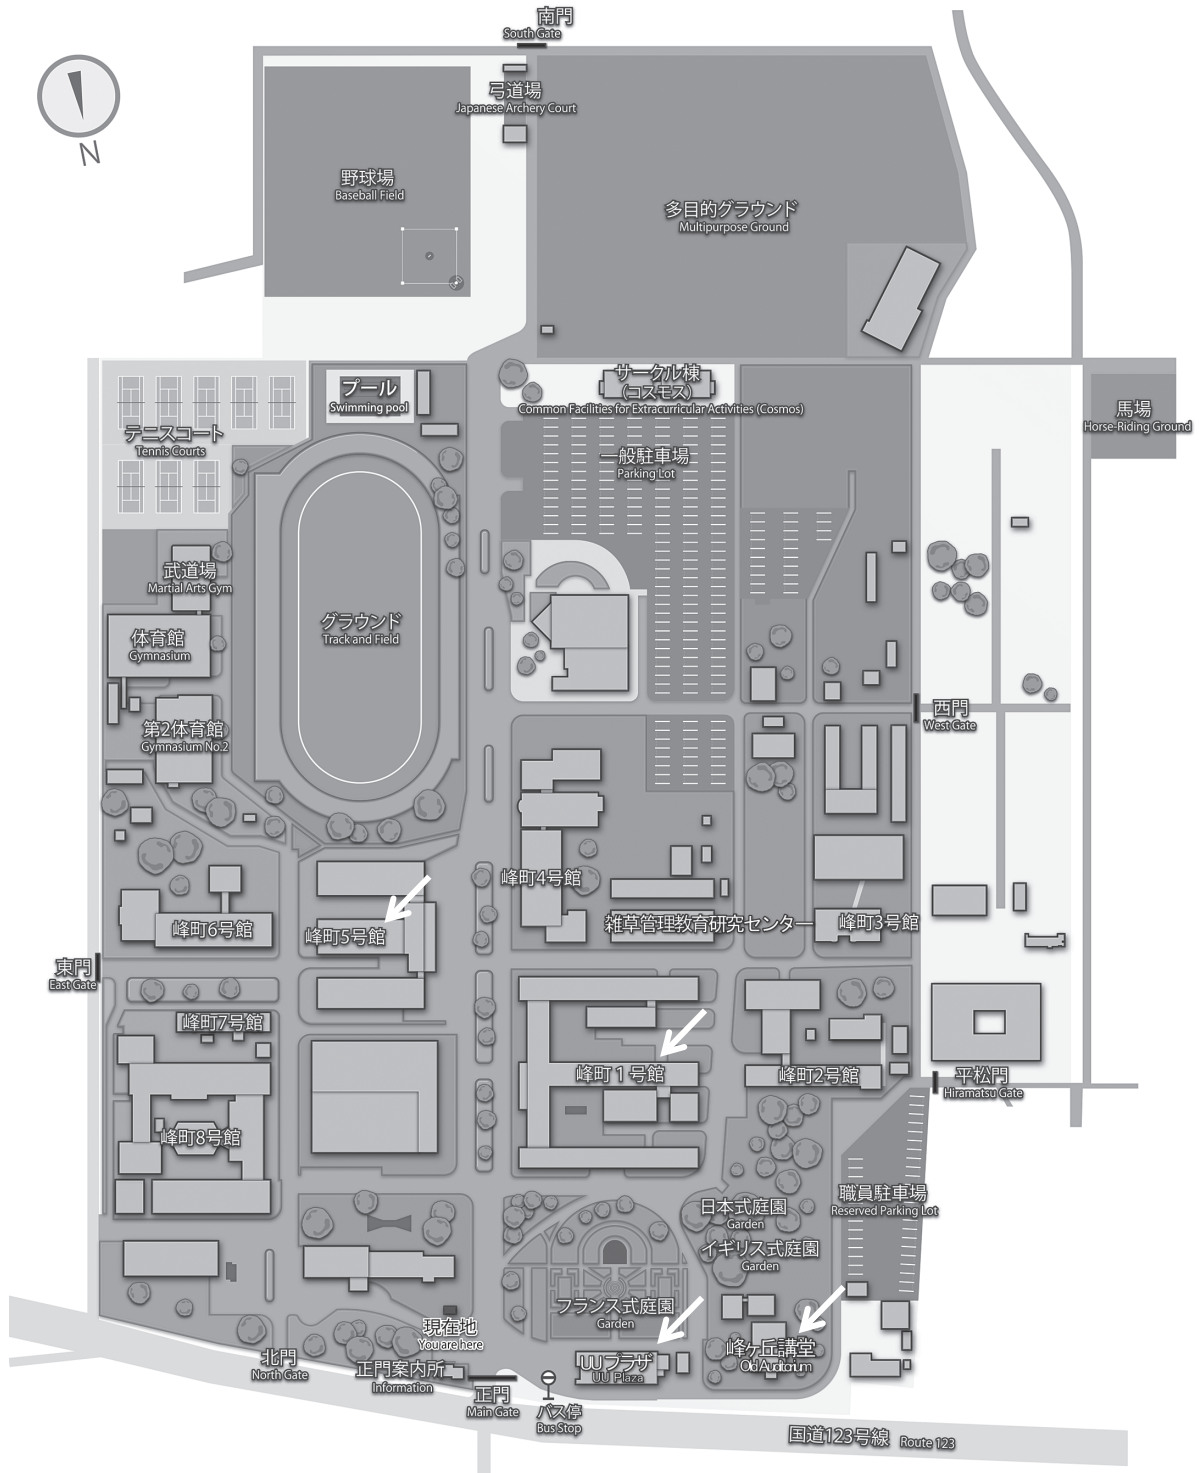 南門
South Gate
弓道場
Japanese Archery Court
N
野球場
Baseball Field
多目的グラウンド
Multipurpose Ground
サークル棟
(コスモス)
Common Facilities for Extracurricular Activities (Cosmos)
プール
Swimming pool
馬場
Horse-Riding Ground
テニスコート
Tennis Courts
一般駐車場
Parking Lot
武道場
Martial Arts Gym
グラウンド
Track and Field
体育館
Gymnasium
西門
West Gate
第2体育館
Gymnasium No.2
峰町4号館
峰町6号館
峰町5号館
雑草管理教育研究センター
峰町3号館
東門
East Gate
峰町7号館
峰町1号館
峰町2号館
平松門
Hiramatsu Gate
峰町8号館
職員駐車場
Reserved Parking Lot
日本式庭園
Garden
イギリス式庭園
Garden
フランス式庭園
Garden
現在地
You are here
北門
North Gate
正門案内所
Information
UUプラザ
UU Plaza
峰ヶ丘講堂
Old Auditorium
正門
Main Gate
バス停
Bus Stop
国道123号線 Route 123